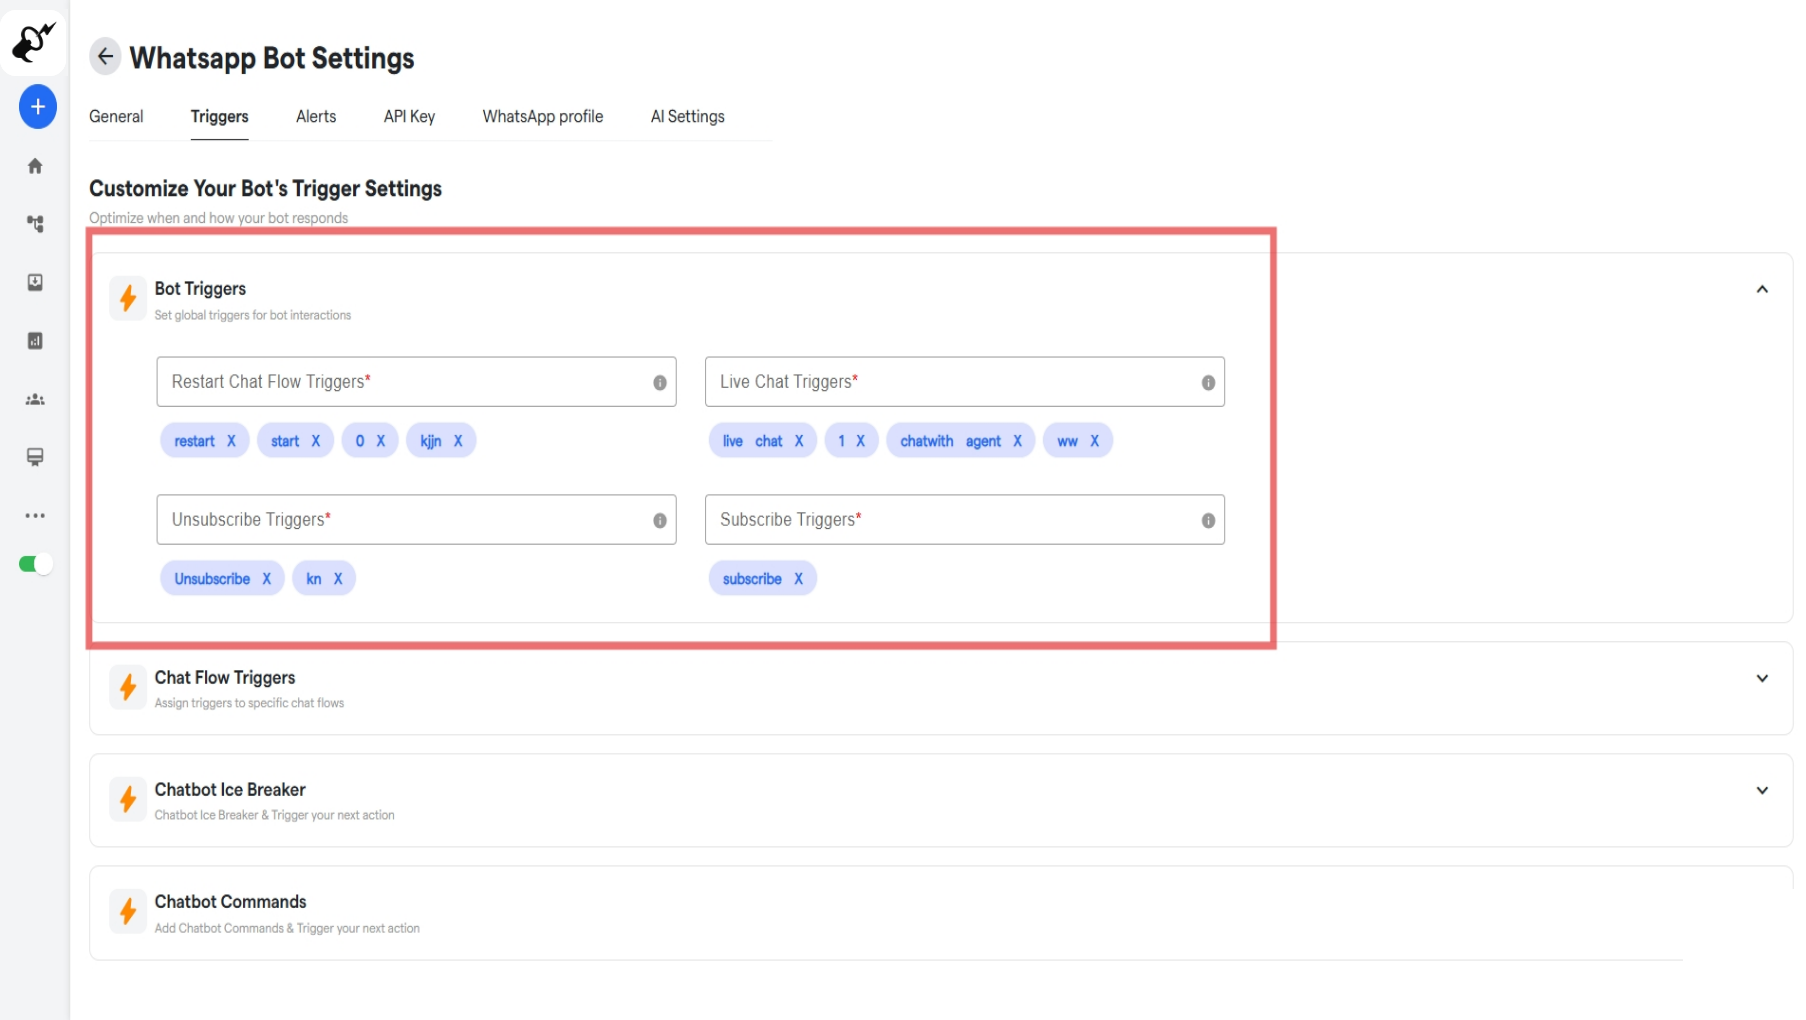 Whatsapp Bot Settings
General Triggers Alerts API Key WhatsApp profile AI Settings
Customize Your Bot's Trigger Settings
Optimize when and how your bot responds
Bot Triggers
Set global triggers for bot interactions
Restart Chat Flow Triggers* Live Chat Triggers*
restart X start X 0 X kjjn X live chat X 1 X chatwith agent X ww X
Unsubscribe Triggers* Subscribe Triggers*
Unsubscribe X kn X subscribe X
Chat Flow Triggers
Assign triggers to specific chat flows
Chatbot Ice Breaker
Chatbot Ice Breaker & Trigger your next action
Chatbot Commands
Add Chatbot Commands & Trigger your next action